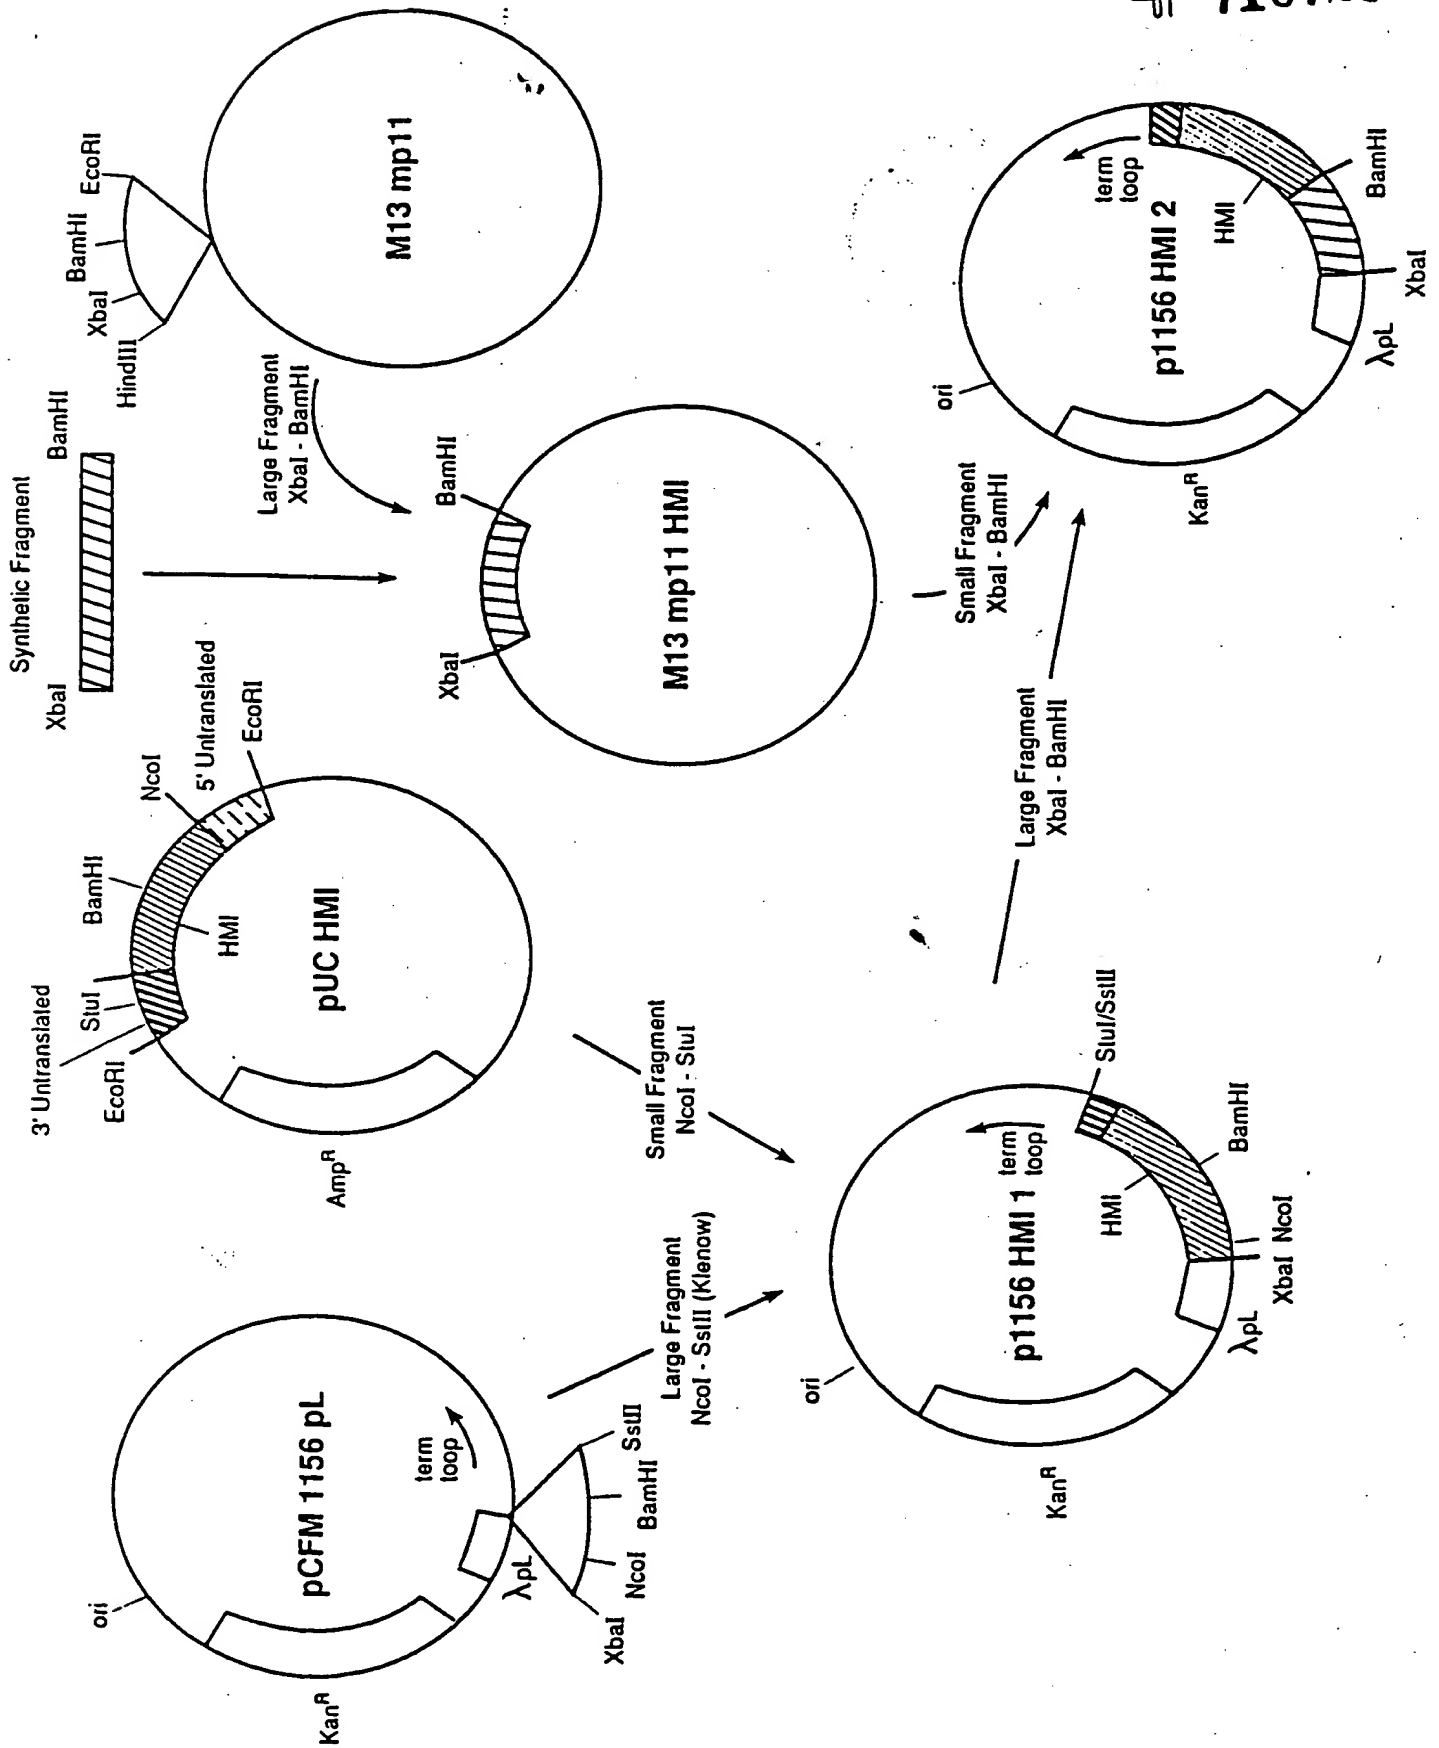 Synthetic Fragment
XbaI
BamHI
HindIII
XbaI
BamHI
EcoRI
M13 mp11
3' Untranslated
StuI
EcoRI
BamHI
NcoI
5' Untranslated
EcoRI
HMI
pUC HMI
Amp^R
ori
pCFM 1156 pL
term
loop
Kan^R
λpL
XbaI
NcoI
BamHI
SstII
Large Fragment
XbaI - BamHI
XbaI
BamHI
M13 mp11 HMI
Small Fragment
NcoI - StuI
Large Fragment
NcoI - SstII (Klenow)
Small Fragment
XbaI - BamHI
Large Fragment
XbaI - BamHI
ori
p1156 HMI 1
term
loop
StuI/SstII
HMI
BamHI
XbaI
NcoI
λpL
Kan^R
ori
p1156 HMI 2
term
loop
HMI
BamHI
XbaI
λpL
Kan^R